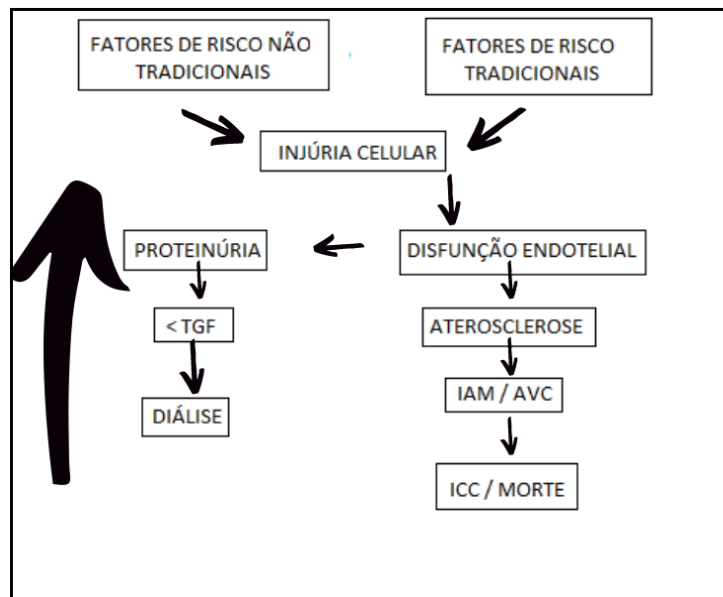 FATORES DE RISCO NÃO
TRADICIONAIS
FATORES DE RISCO
TRADICIONAIS
INJÚRIA CELULAR
PROTEINÚRIA
DISFUNÇÃO ENDOTELIAL
< TGF
ATEROSCLEROSE
IAM / AVC
DIÁLISE
ICC / MORTE